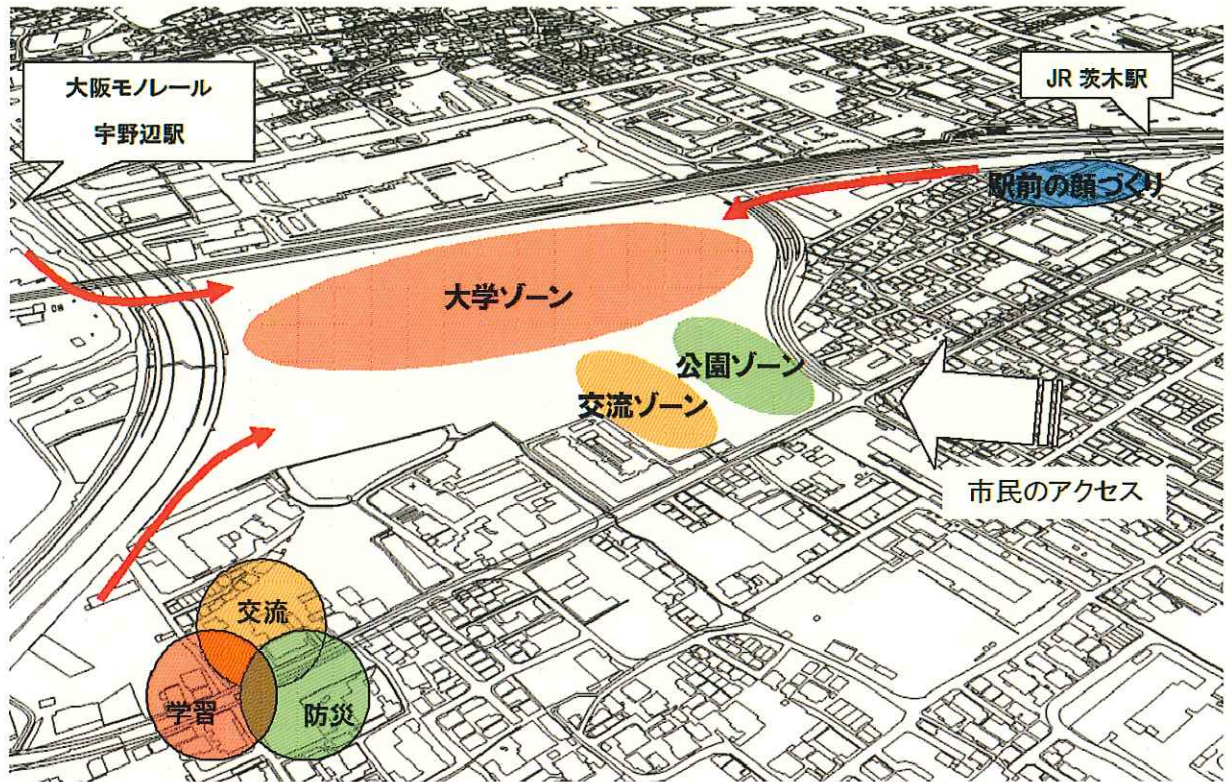 大阪モノレール
宇野辺駅
JR 茨木駅
駅前の顔づくり
大学ゾーン
公園ゾーン
交流ゾーン
市民のアクセス
交流
学習
防災